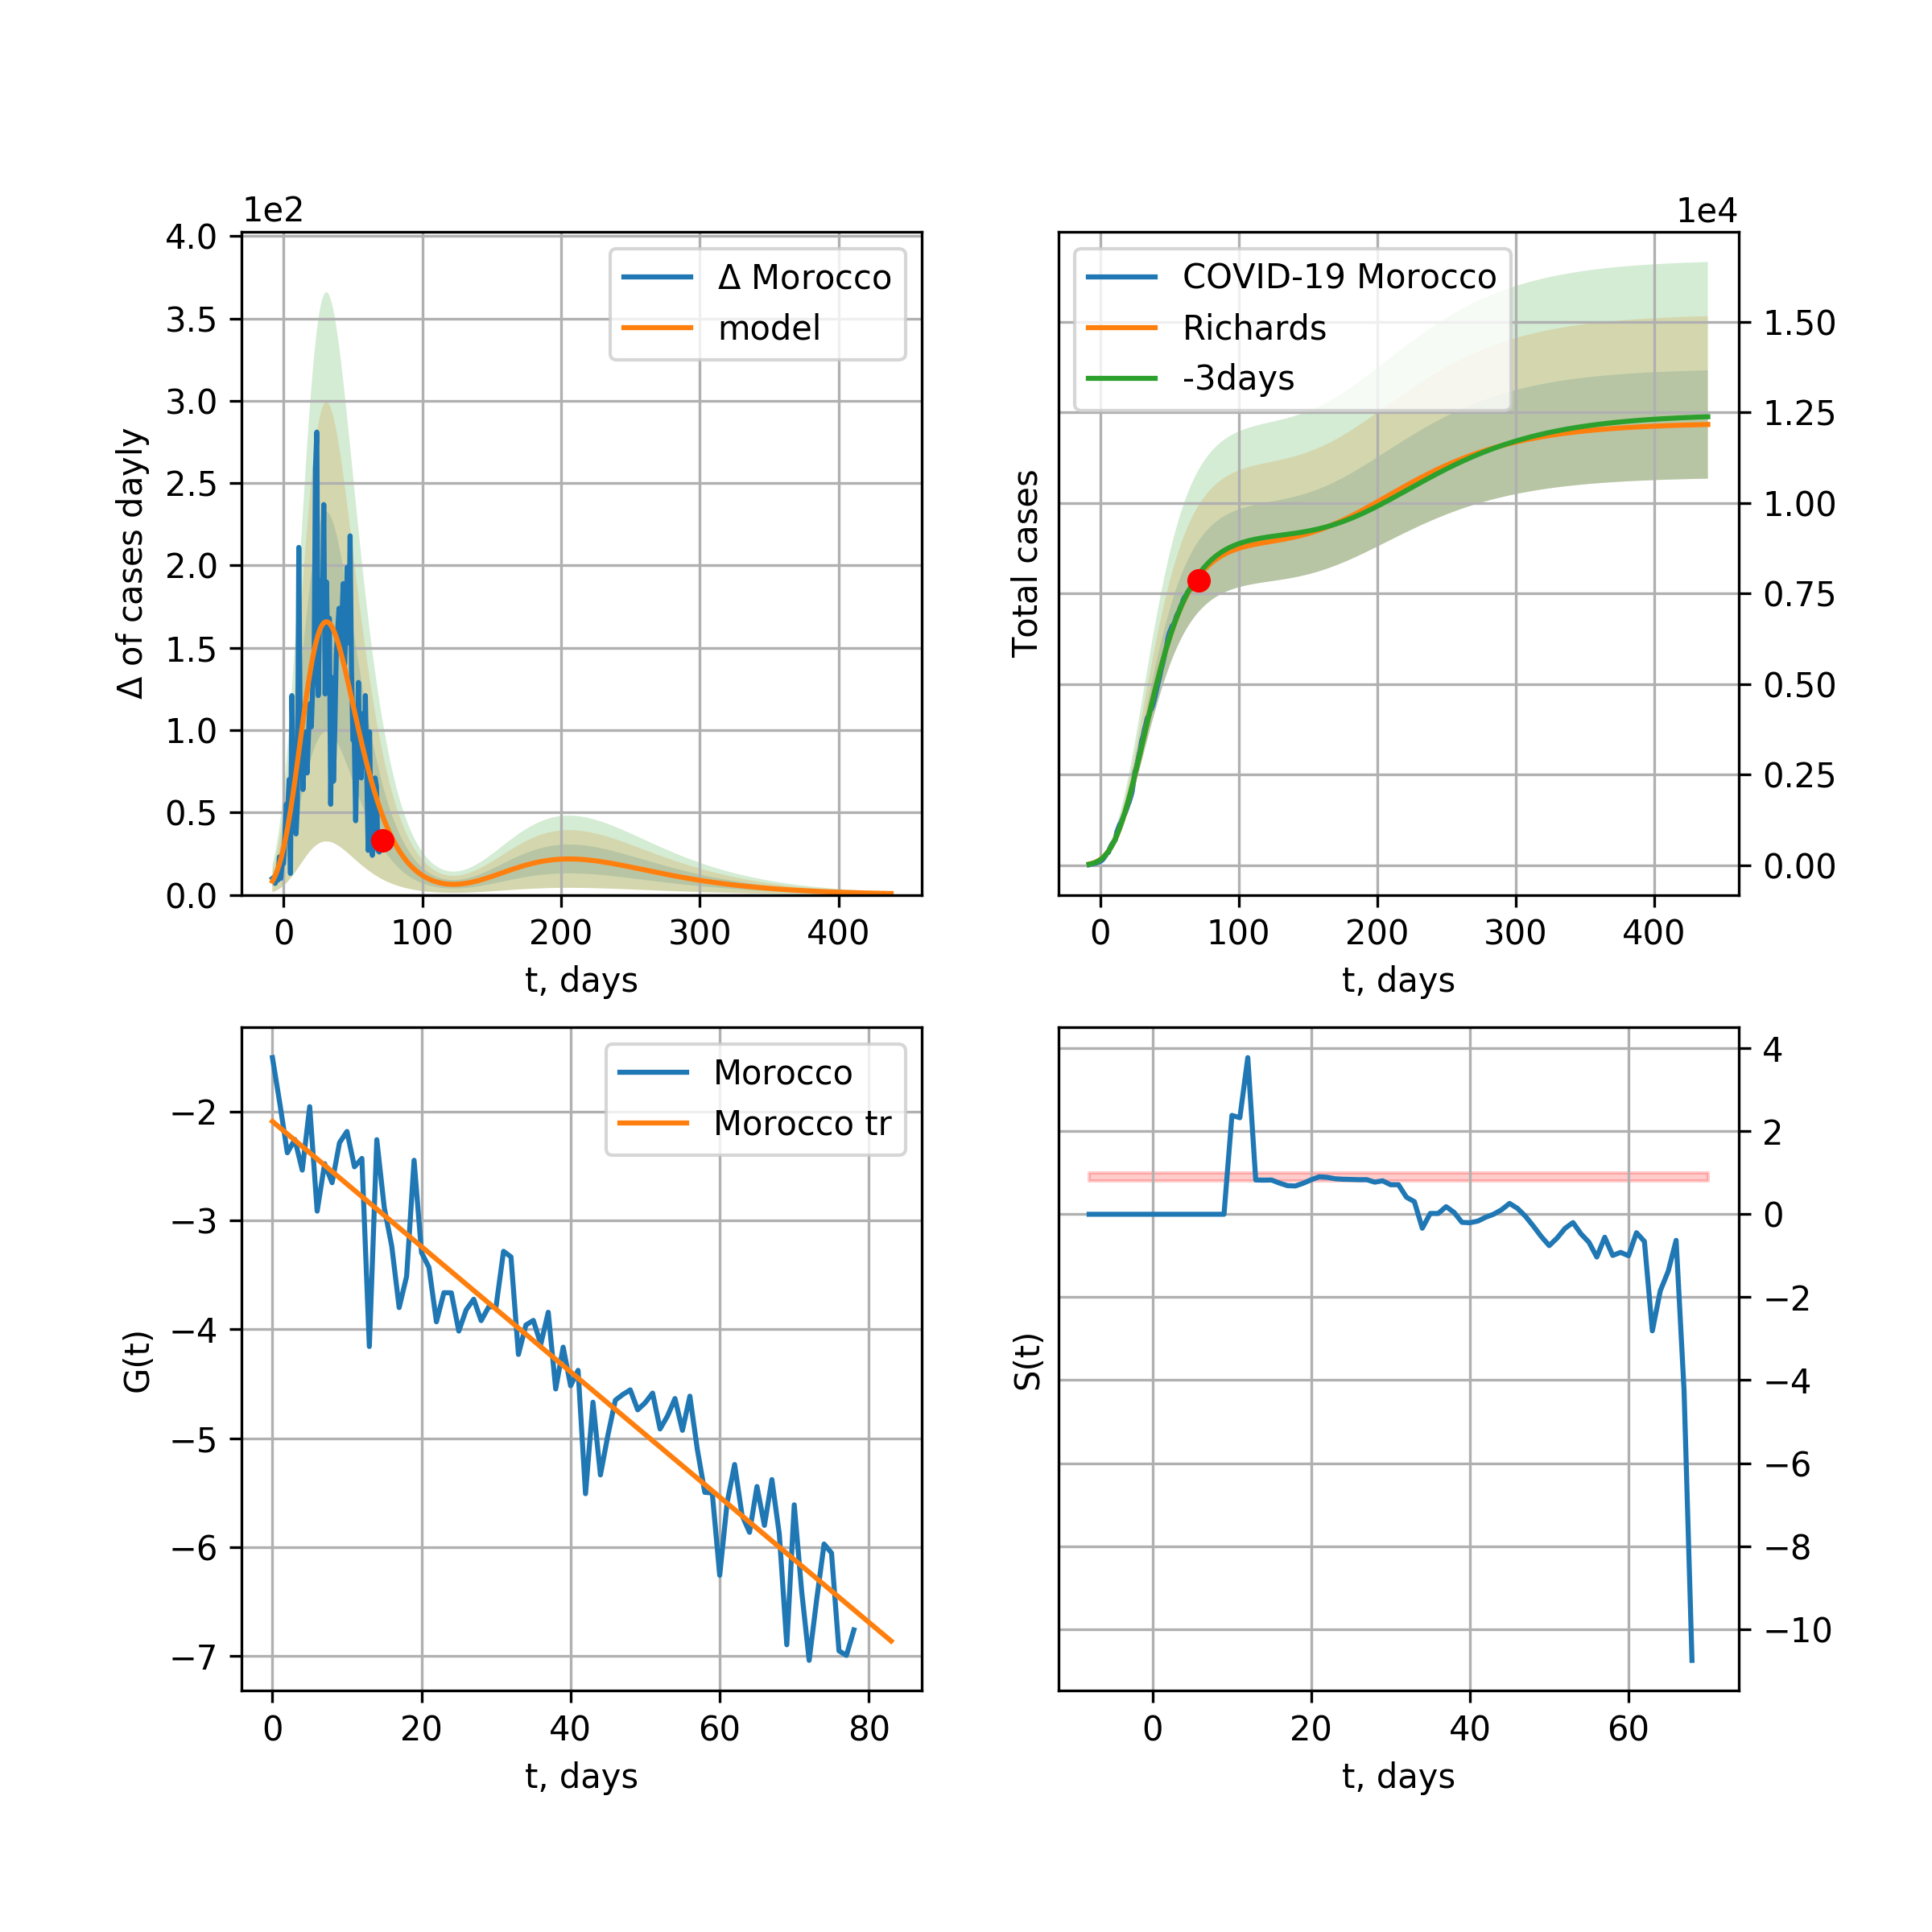 1e2
4.0
3.5
3.0
2.5
2.0
1.5
1.0
0.5
0.0
Δ of cases dayly
Δ Morocco
model
0 100 200 300 400
t, days
1e4
COVID-19 Morocco
Richards
-3days
Total cases
1.50
1.25
1.00
0.75
0.50
0.25
0.00
0 100 200 300 400
t, days
Morocco
Morocco tr
G(t)
−2
−3
−4
−5
−6
−7
0 20 40 60 80
t, days
S(t)
4
2
0
−2
−4
−6
−8
−10
0 20 40 60
t, days